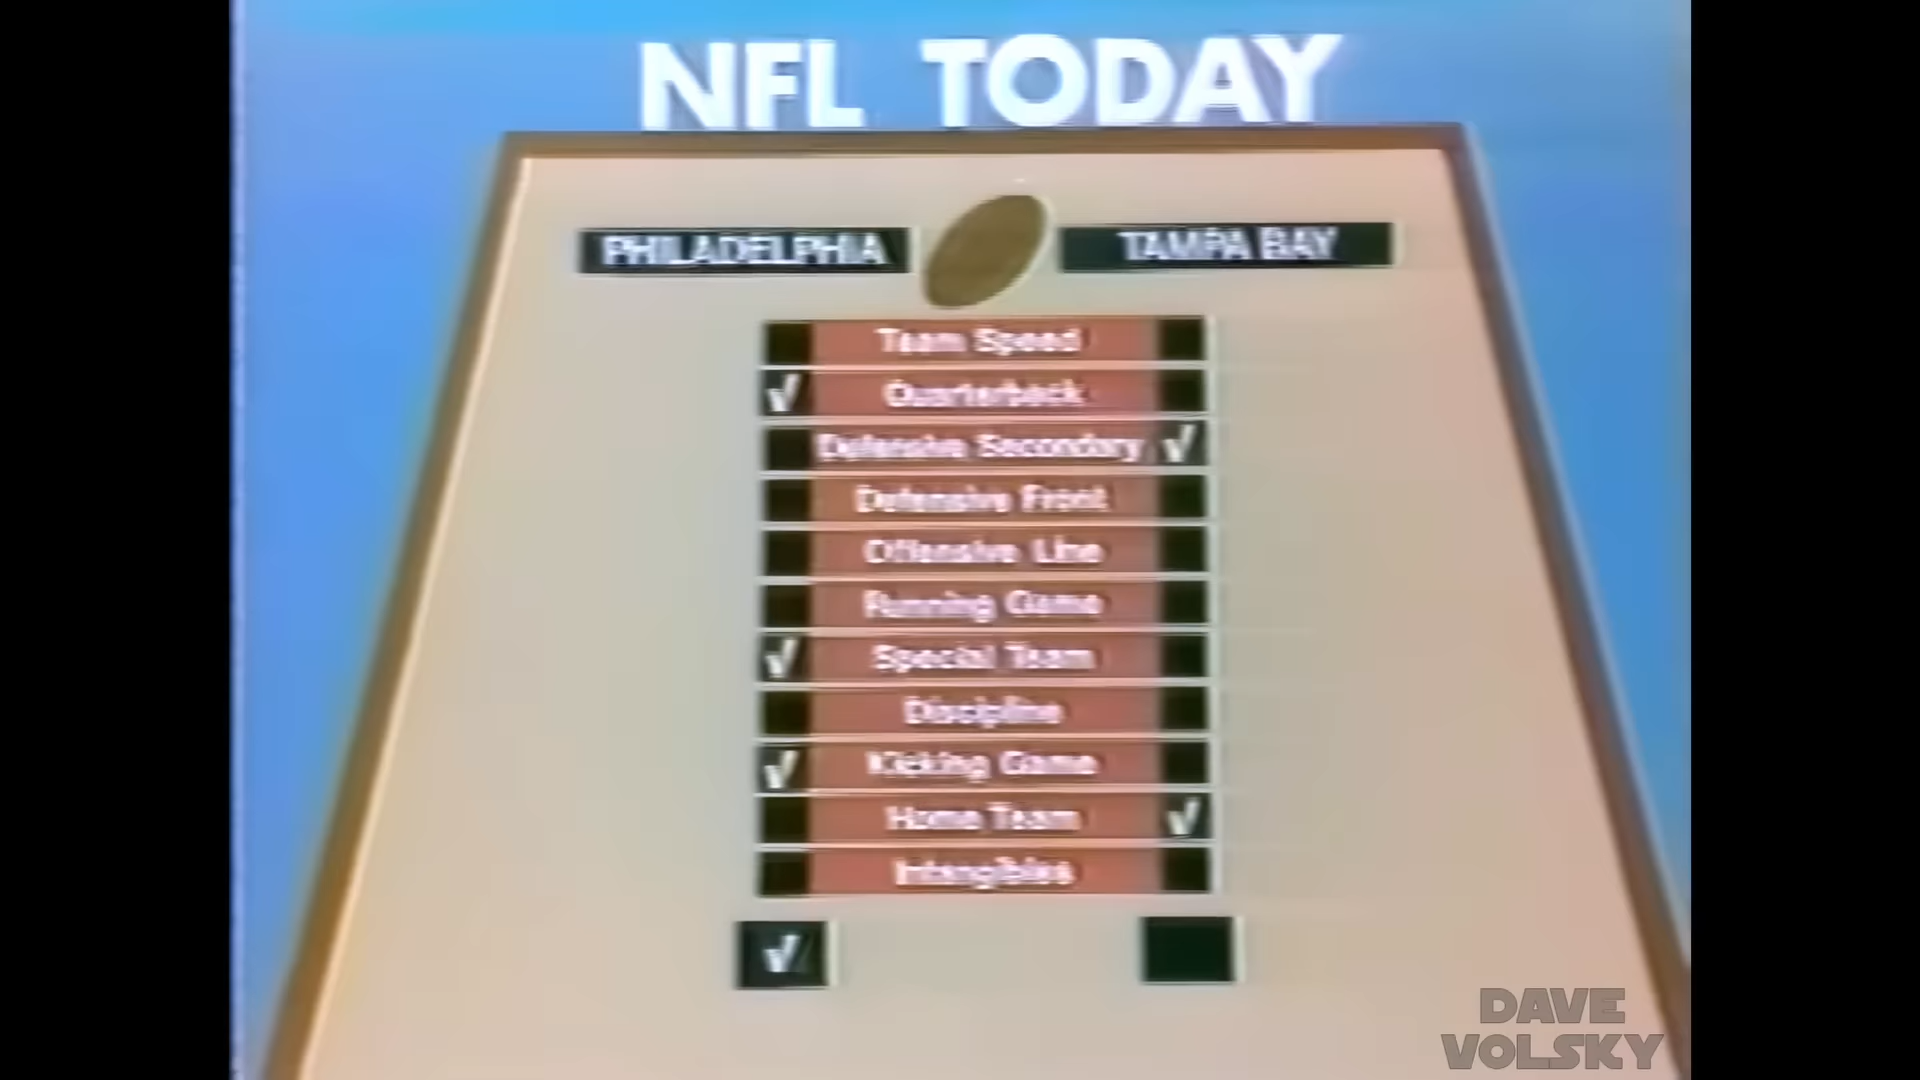 NFL TODAY
PHILADELPHIA
TAMPA BAY
Team Speed
✓ Quarterback
Defensive Secondary ✓
Defensive Front
Offensive Line
Running Game
✓ Special Team
Discipline
✓ Kicking Game
Home Team ✓
Intangibles
✓
DAVE
VOLSKY